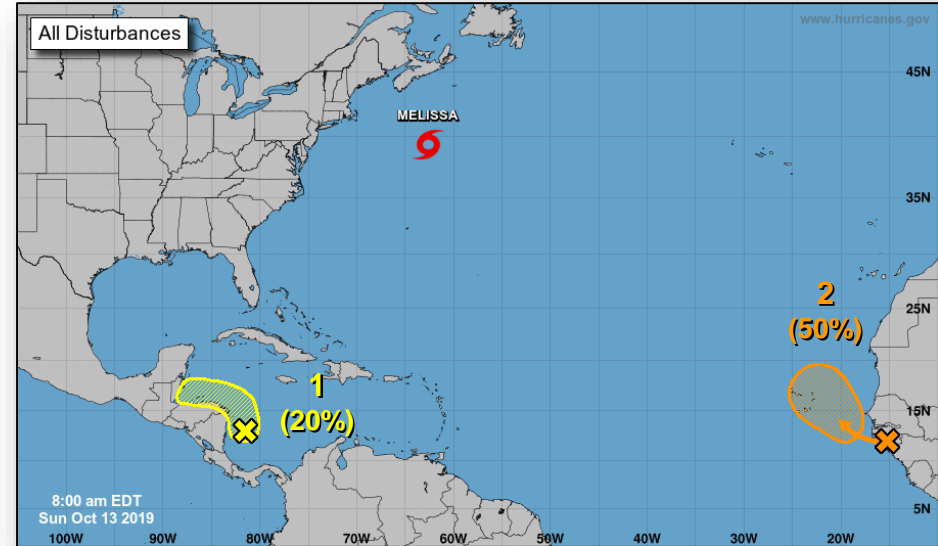 All Disturbances
www.hurricanes.gov
45N
MELISSA
35N
2
(50%)
25N
1
(20%)
15N
8:00 am EDT
Sun Oct 13 2019
5N
100W 90W 80W 70W 60W 50W 40W 30W 20W